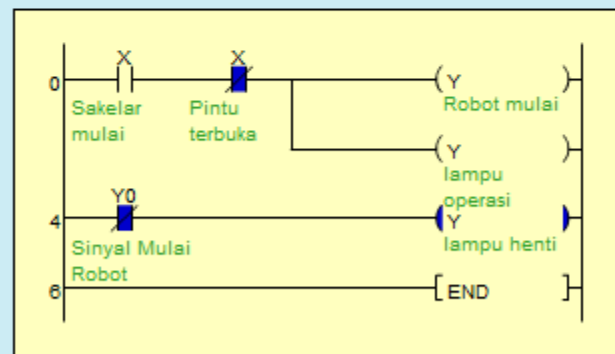 X X
0 Y
Sakelar mulai
Pintu terbuka
Robot mulai
Y
lampu operasi
Y0
4 Y
Sinyal Mulai Robot
lampu henti
6 END